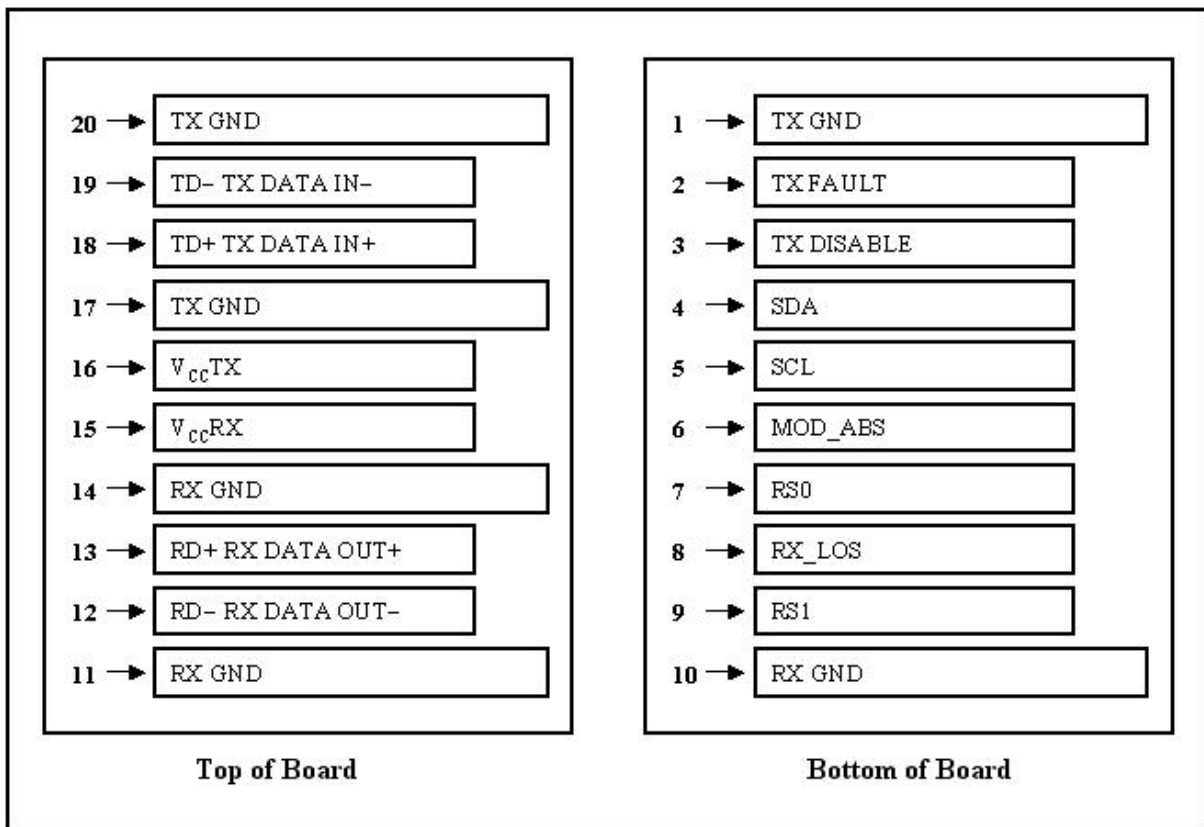 20 TX GND
19 TD− TX DATA IN−
18 TD+ TX DATA IN+
17 TX GND
16 VCCTX
15 VCCRX
14 RX GND
13 RD+ RX DATA OUT+
12 RD− RX DATA OUT−
11 RX GND
Top of Board
1 TX GND
2 TX FAULT
3 TX DISABLE
4 SDA
5 SCL
6 MOD_ABS
7 RS0
8 RX_LOS
9 RS1
10 RX GND
Bottom of Board